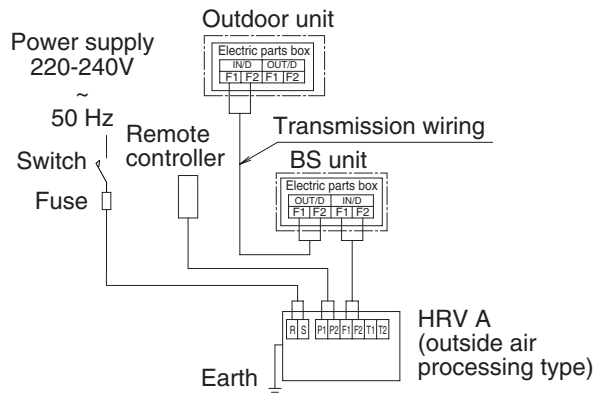 Outdoor unit
Electric parts box
IN/D OUT/D
F1 F2 F1 F2
Power supply
220-240V
~
50 Hz
Switch
Fuse
Remote
controller
Transmission wiring
BS unit
Electric parts box
OUT/D IN/D
F1 F2 F1 F2
R S P1 P2 F1 F2 T1 T2
HRV A
(outside air
processing type)
Earth